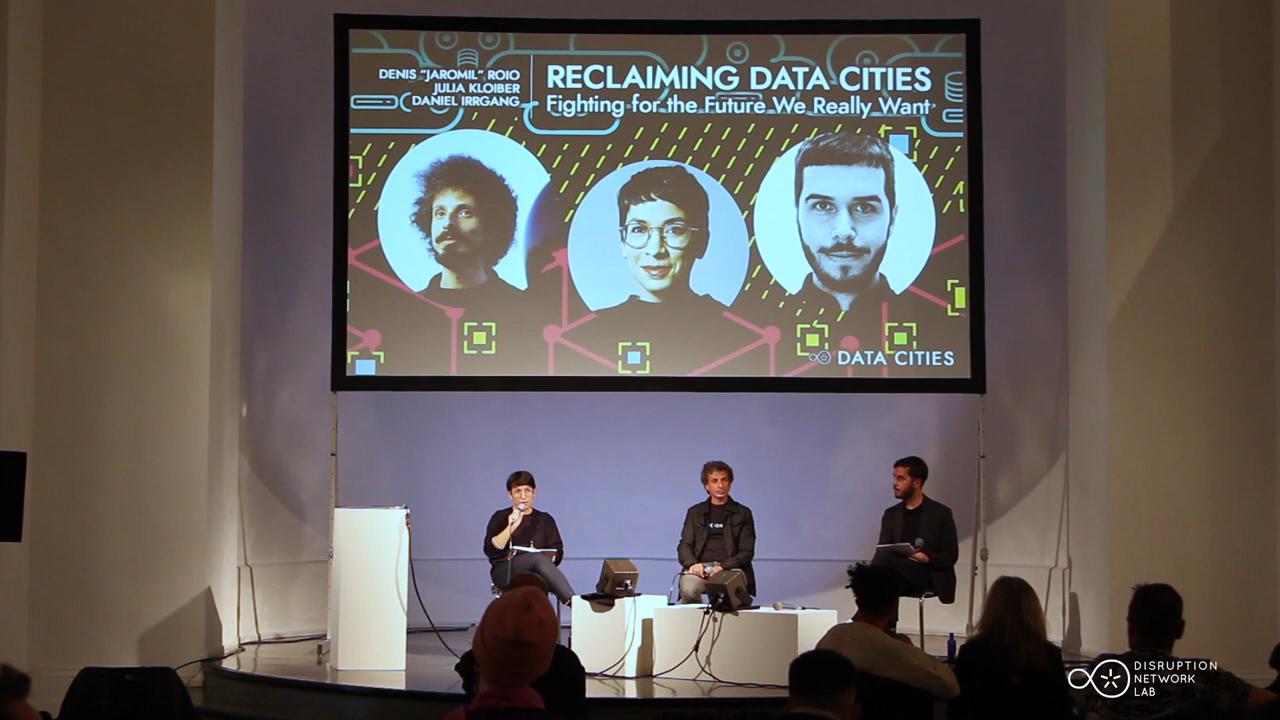 DENIS "JAROMIL" ROIO
JULIA KLOIBER
DANIEL IRRGANG
RECLAIMING DATA CITIES
Fighting for the Future We Really Want
DATA CITIES
DISRUPTION
NETWORK
LAB